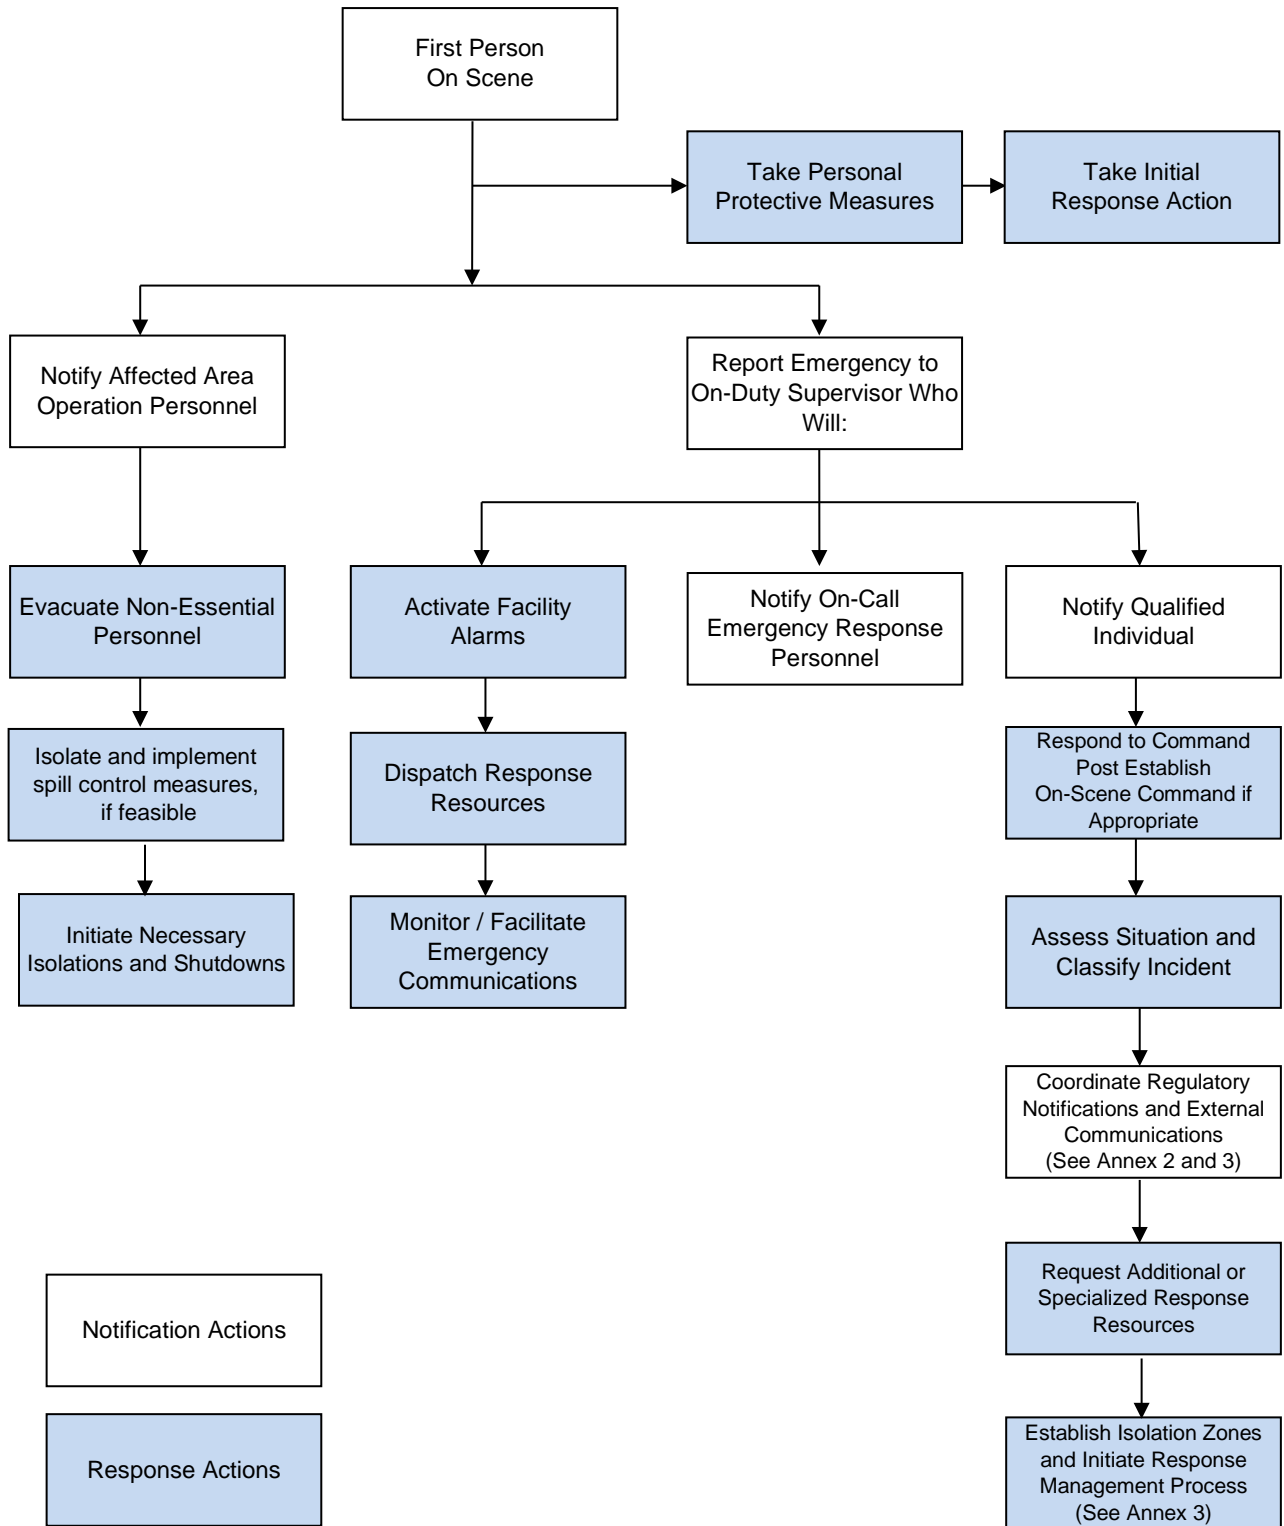 First Person
On Scene
Take Personal
Protective Measures
Take Initial
Response Action
Notify Affected Area
Operation Personnel
Report Emergency to
On-Duty Supervisor Who
Will:
Evacuate Non-Essential
Personnel
Activate Facility
Alarms
Notify On-Call
Emergency Response
Personnel
Notify Qualified
Individual
Isolate and implement
spill control measures,
if feasible
Dispatch Response
Resources
Respond to Command
Post Establish
On-Scene Command if
Appropriate
Initiate Necessary
Isolations and Shutdowns
Monitor / Facilitate
Emergency
Communications
Assess Situation and
Classify Incident
Coordinate Regulatory
Notifications and External
Communications
(See Annex 2 and 3)
Request Additional or
Specialized Response
Resources
Notification Actions
Establish Isolation Zones
and Initiate Response
Management Process
(See Annex 3)
Response Actions